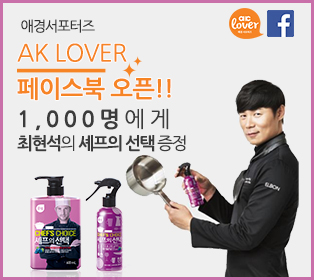 애경서포터즈
AK LOVER
페이스북 오픈!!
1,000명에게
최현석의 셰프의 선택 증정
ak lover
f
ELBON
CHEF'S CHOICE
셰프의선택